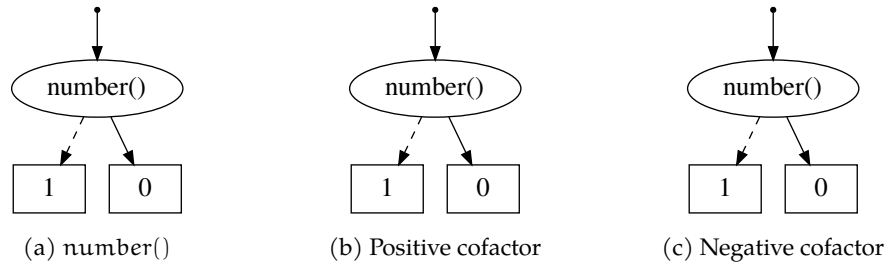 number() number() number()
1 0 1 0 1 0
(a) number() (b) Positive cofactor (c) Negative cofactor